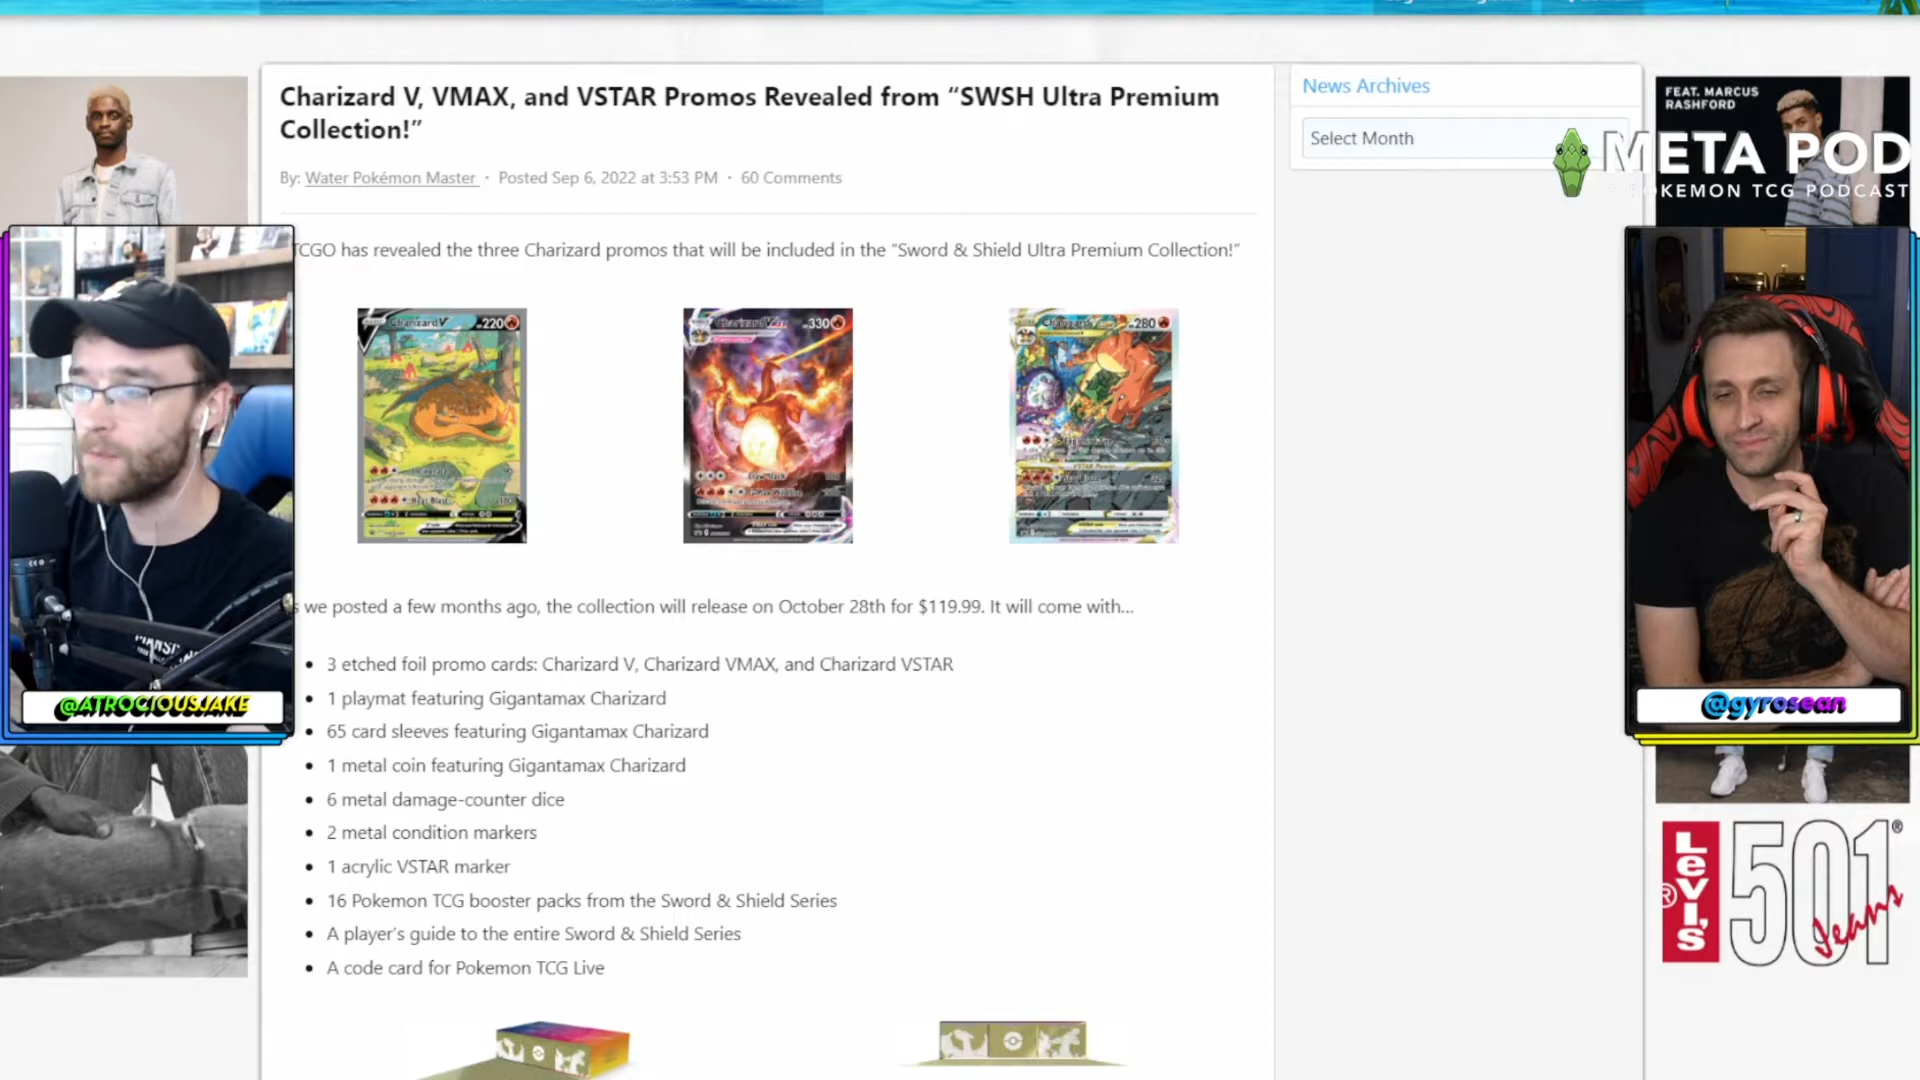 Charizard V, VMAX, and VSTAR Promos Revealed from “SWSH Ultra Premium
Collection!”
By: Water Pokémon Master · Posted Sep 6, 2022 at 3:53 PM · 60 Comments
TCGO has revealed the three Charizard promos that will be included in the "Sword & Shield Ultra Premium Collection!"
Charizard V 220
330
280
Heat Blast
we posted a few months ago, the collection will release on October 28th for $119.99. It will come with...
• 3 etched foil promo cards: Charizard V, Charizard VMAX, and Charizard VSTAR
• 1 playmat featuring Gigantamax Charizard
• 65 card sleeves featuring Gigantamax Charizard
• 1 metal coin featuring Gigantamax Charizard
• 6 metal damage-counter dice
• 2 metal condition markers
• 1 acrylic VSTAR marker
• 16 Pokemon TCG booster packs from the Sword & Shield Series
• A player's guide to the entire Sword & Shield Series
• A code card for Pokemon TCG Live
News Archives
Select Month
FEAT. MARCUS
RASHFORD
META POD
POKEMON TCG PODCAST
@ATROCIOUSJAKE
@gyrosean
Levi's
®
501®
Jeans